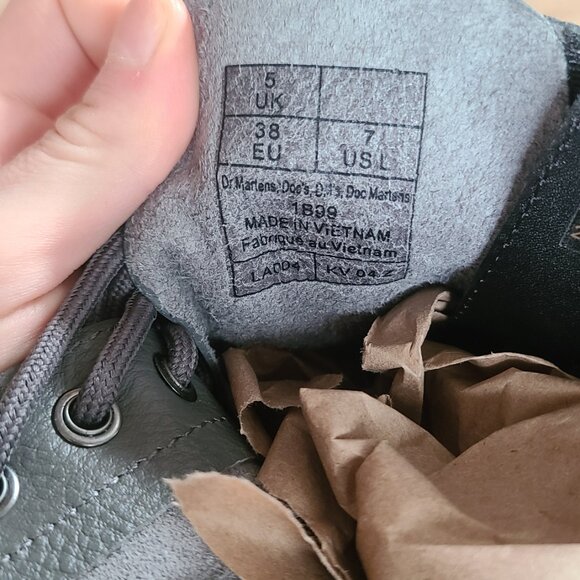 5
UK
38 7
EU US L
Dr. Martens, Doc's, D.M's, Doc Martens
1B99
MADE IN VIETNAM
Fabriqué au Vietnam
LA004 KV 04 Z